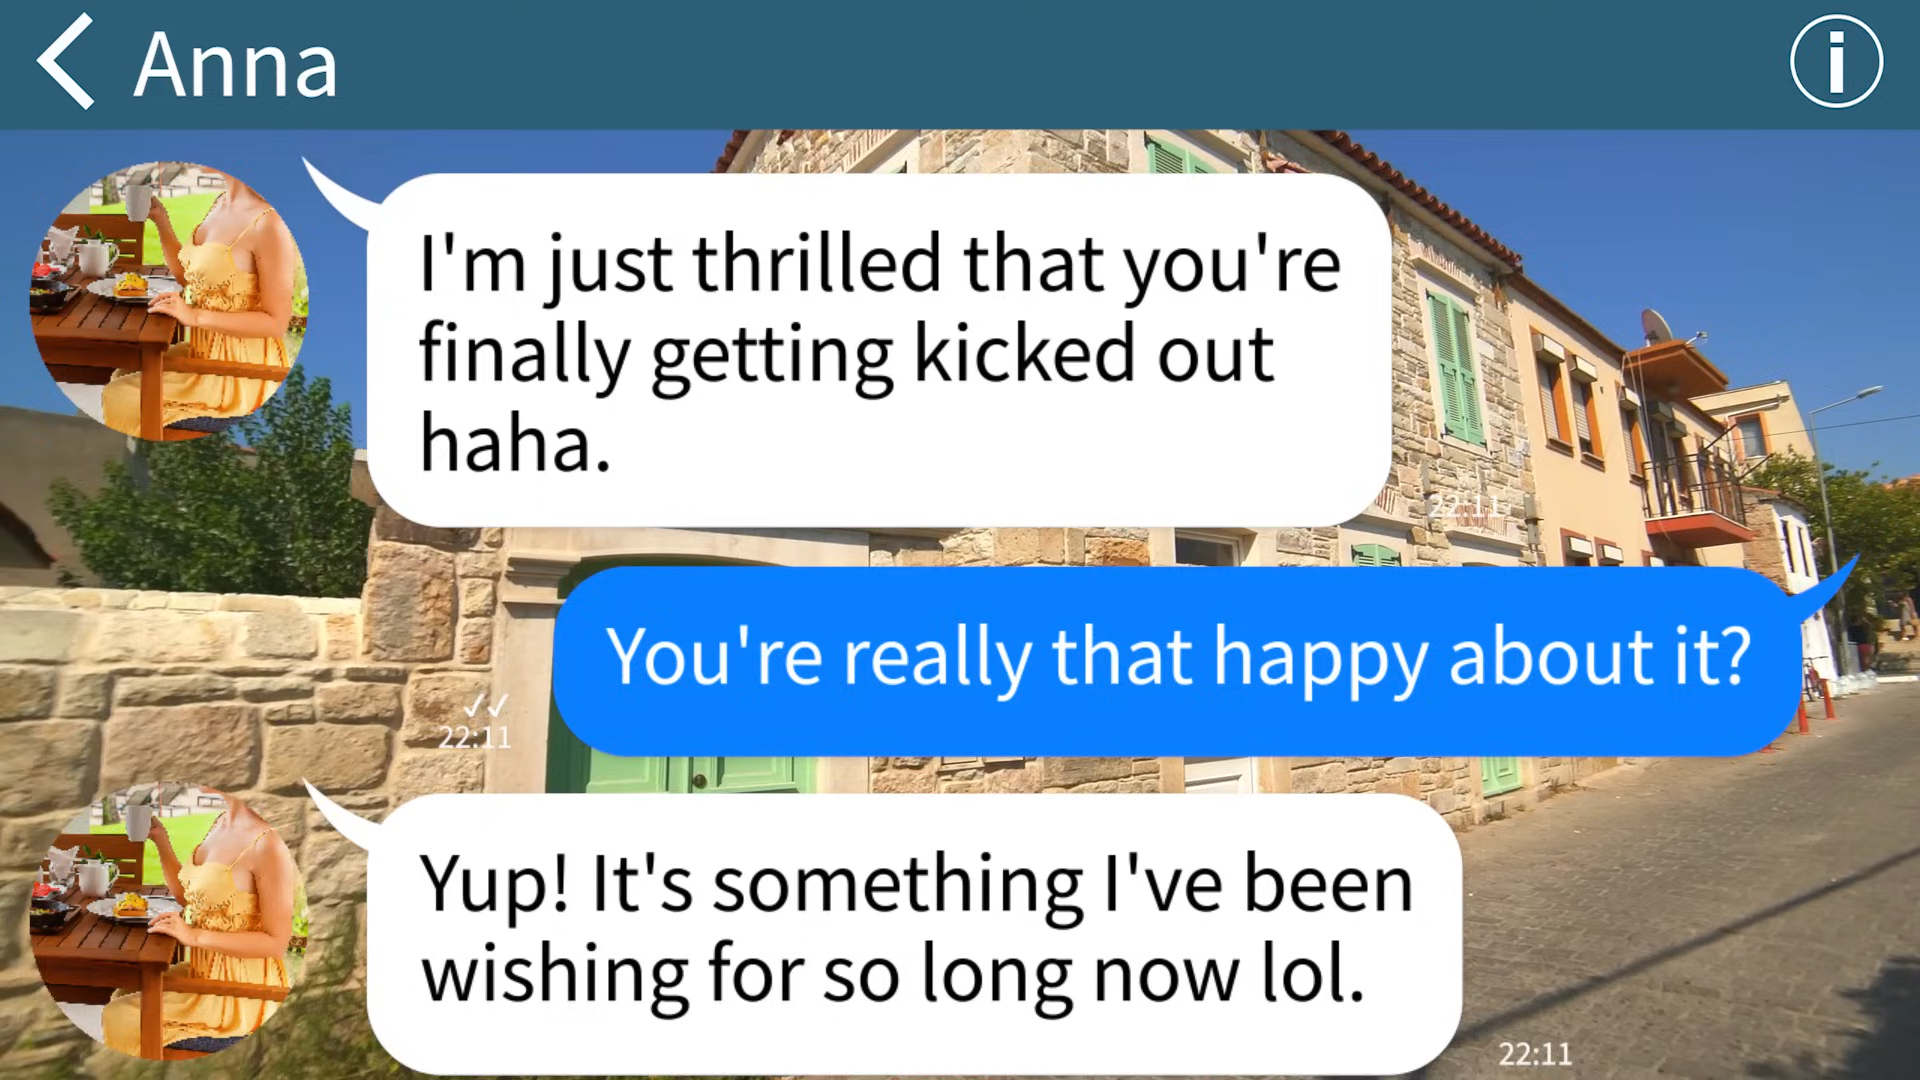 Anna
I'm just thrilled that you're
finally getting kicked out
haha.
22:11
You're really that happy about it?
22:11
Yup! It's something I've been
wishing for so long now lol.
22:11